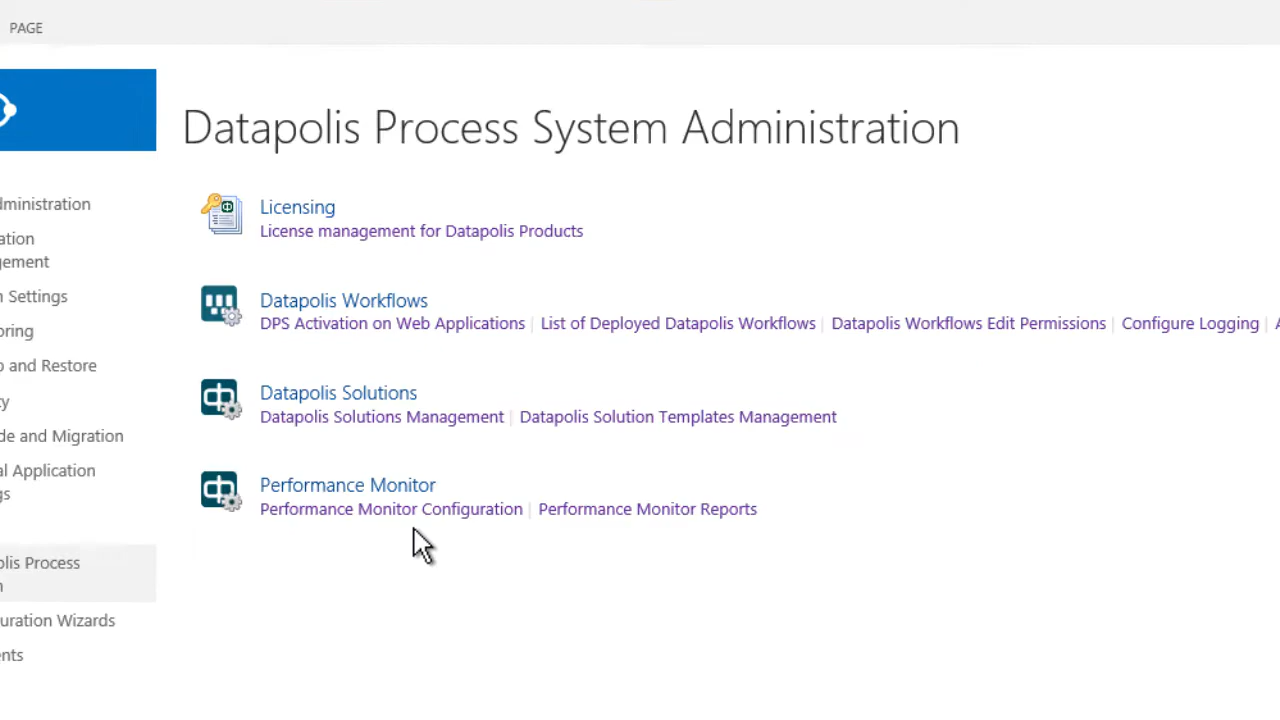 PAGE
Datapolis Process System Administration
dministration
ation
gement
n Settings
oring
p and Restore
ty
de and Migration
al Application
gs
olis Process
n
uration Wizards
ents
Licensing
License management for Datapolis Products
Datapolis Workflows
DPS Activation on Web Applications | List of Deployed Datapolis Workflows | Datapolis Workflows Edit Permissions | Configure Logging | A
Datapolis Solutions
Datapolis Solutions Management | Datapolis Solution Templates Management
Performance Monitor
Performance Monitor Configuration | Performance Monitor Reports